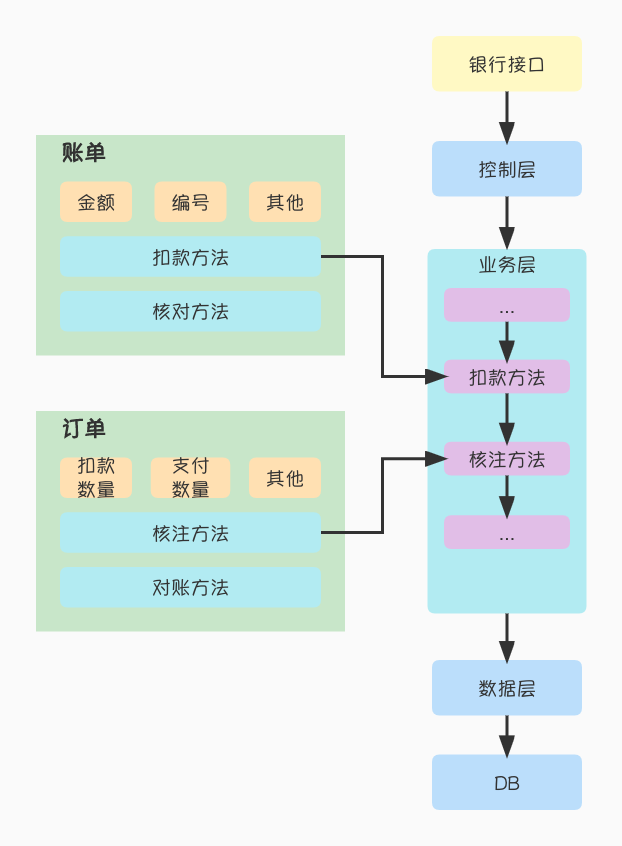 银行接口
控制层
账单
金额
编号
其他
扣款方法
核对方法
订单
扣款
数量
支付
数量
其他
核注方法
对账方法
业务层
...
扣款方法
核注方法
...
数据层
DB